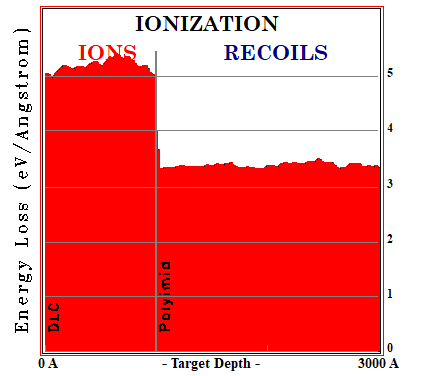 IONIZATION
IONS RECOILS
Energy Loss (eV/Angstrom)
5
4
3
2
1
0
DLC
Polyimid
0 A - Target Depth - 3000 A